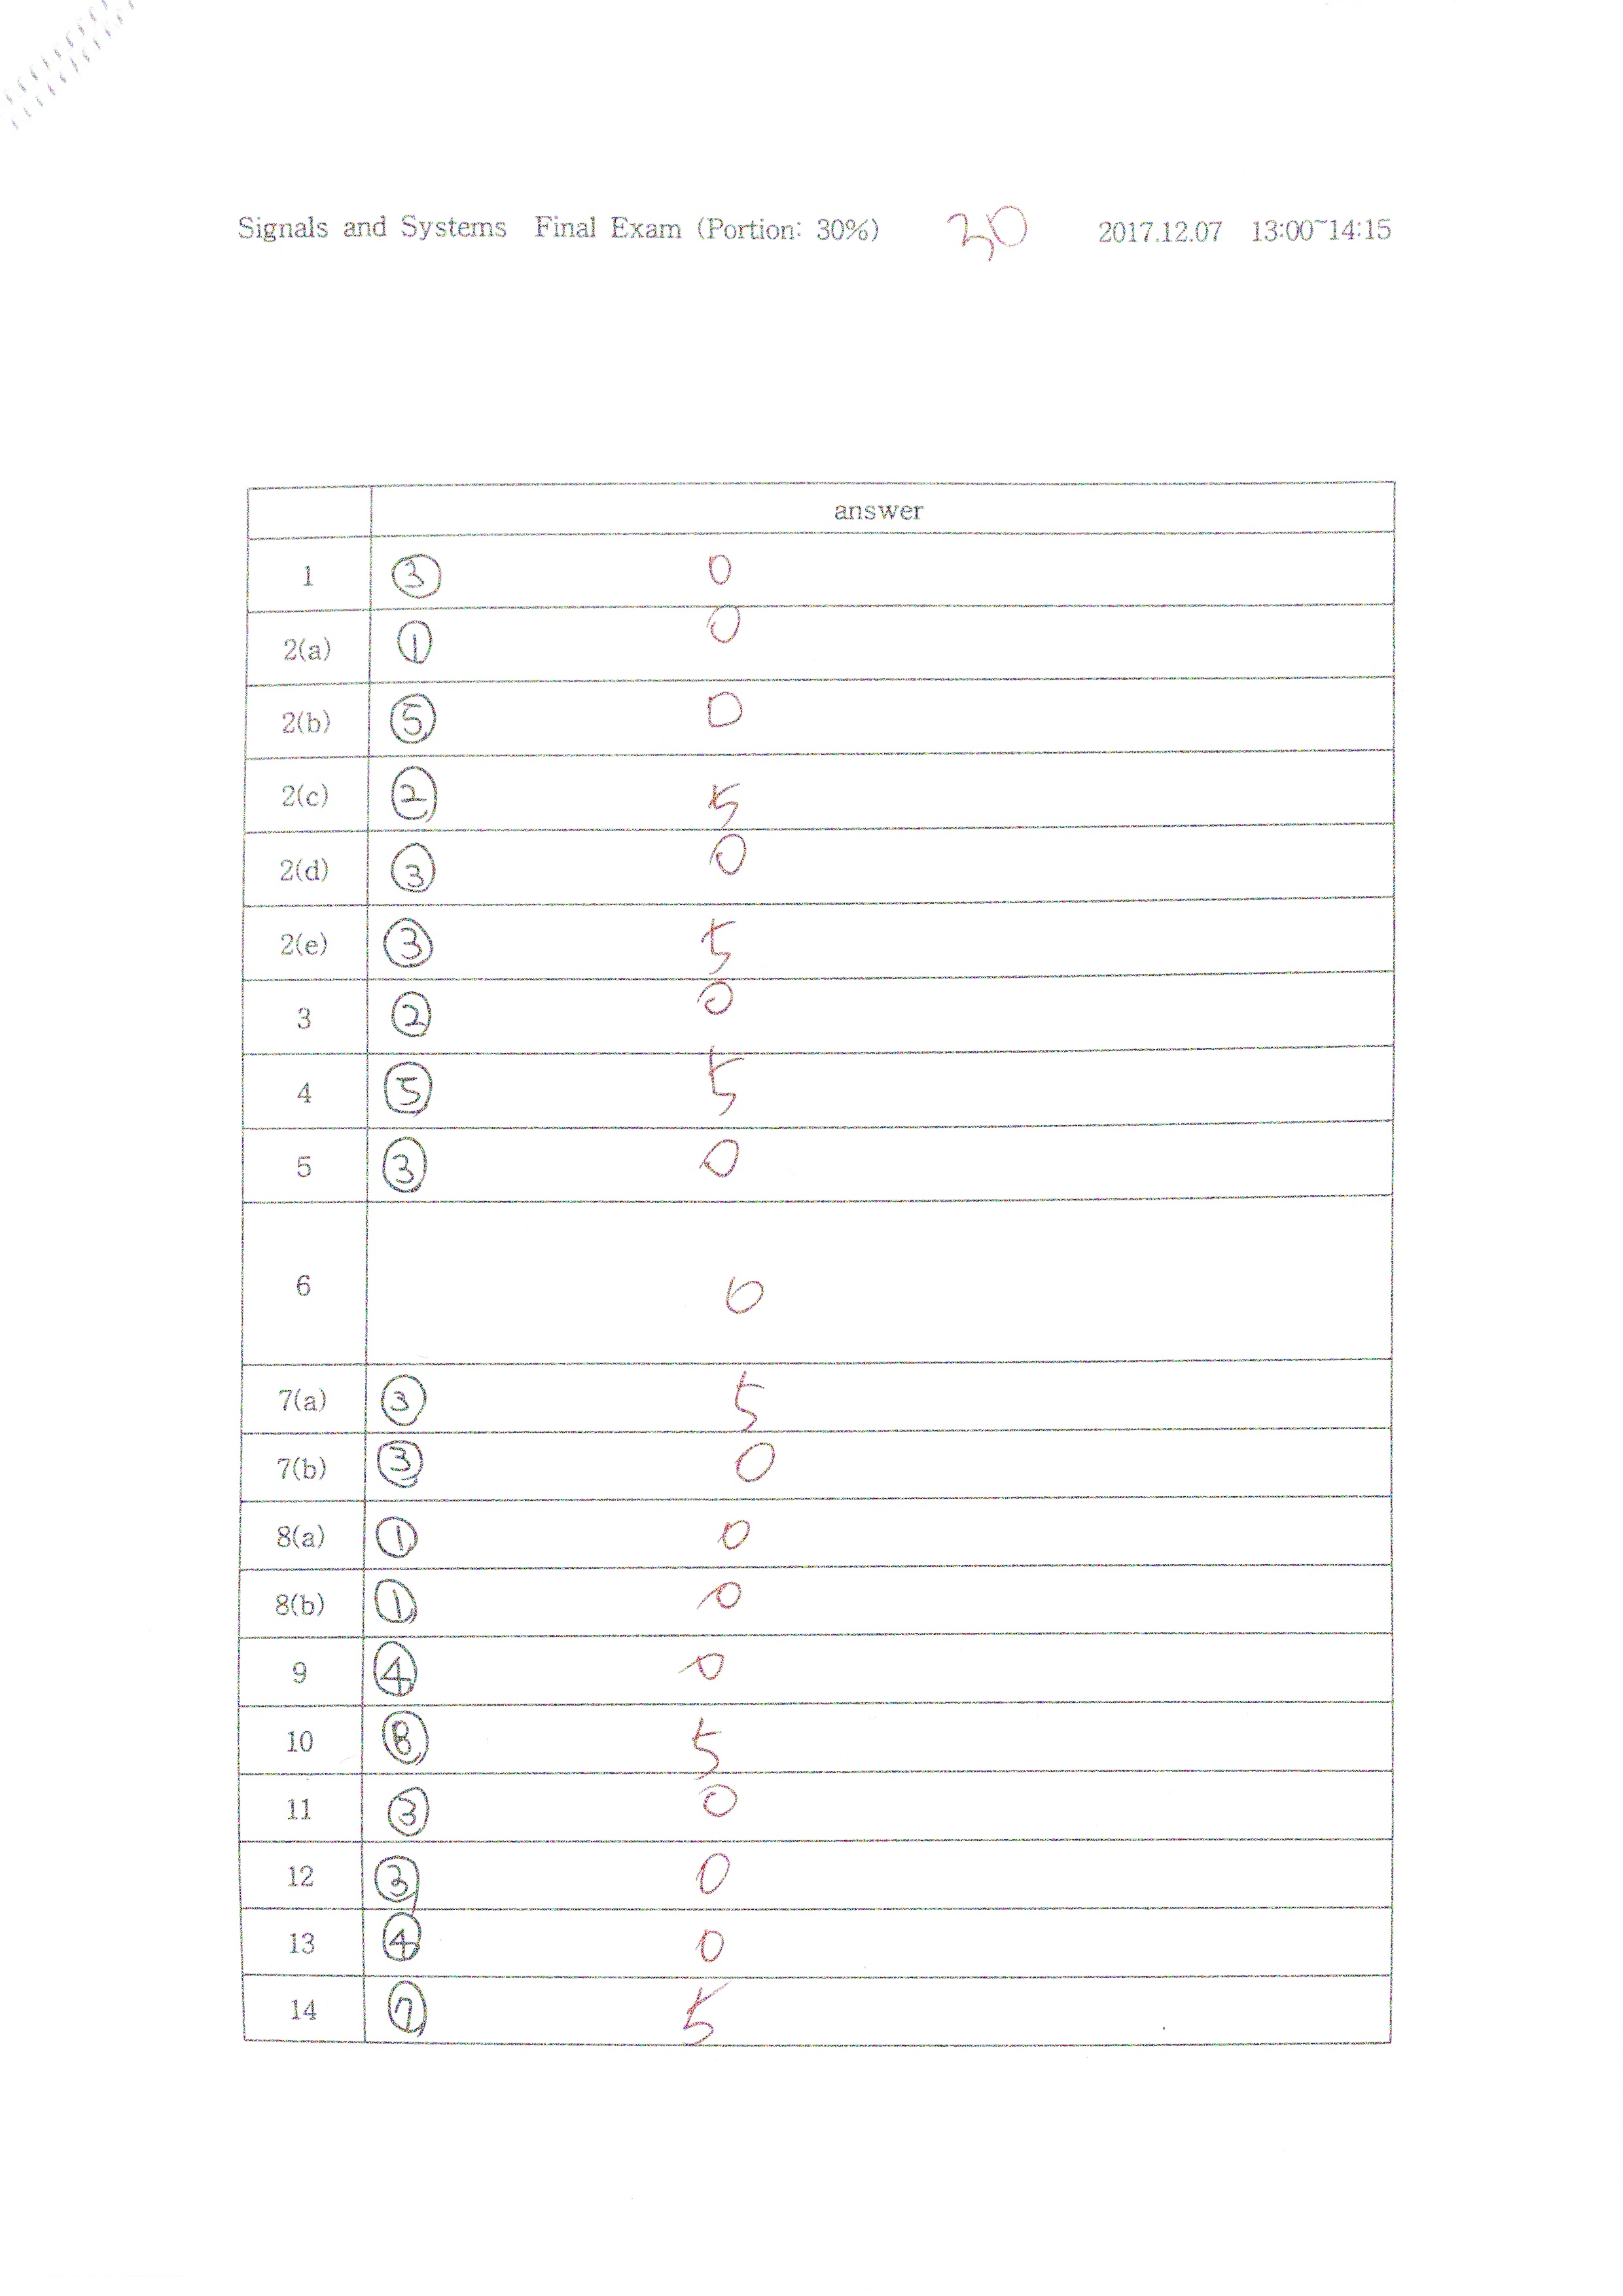 Signals and Systems Final Exam (Portion: 30%) 30 2017.12.07 13:00~14:15
answer
1 ③ 0
2(a) ① 0
2(b) ⑤ 0
2(c) ② 5
2(d) ③ 0
2(e) ③ 5
3 ② 0
4 ⑤ 5
5 ③ 0
6 0
7(a) ③ 5
7(b) ③ 0
8(a) ① 0
8(b) ① 0
9 ④ 0
10 ⑧ 5
11 ③ 0
12 ③ 0
13 ④ 0
14 ⑦ 5